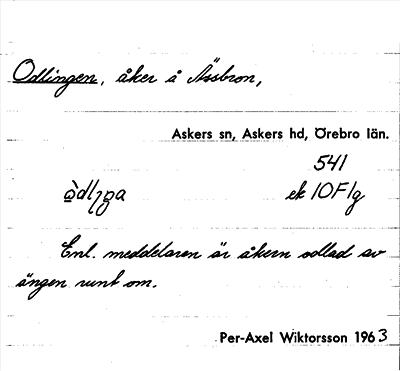 Odlingen, åker å Åssbron,
Askers sn, Askers hd, Örebro län.
541
ek 10F1g
Enl. meddelaren är åkern odlad av
ängen runt om.
Per-Axel Wiktorsson 1963